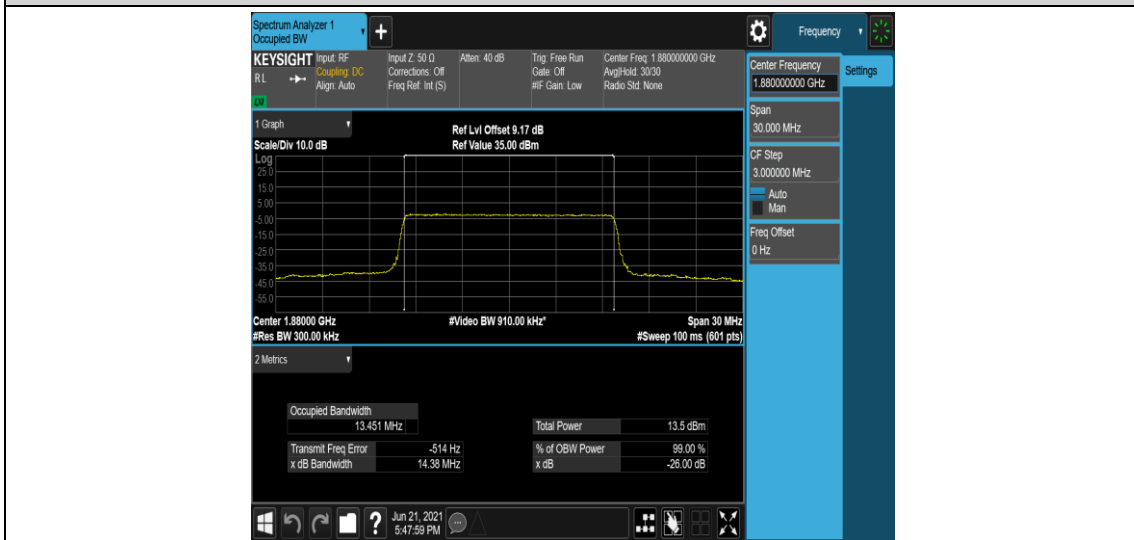 Spectrum Analyzer 1
Occupied BW
+
Frequency
KEYSIGHT
RL
LXI
Input: RF
Coupling: DC
Align: Auto
Input Z: 50 Ω
Corrections: Off
Freq Ref: Int (S)
Atten: 40 dB
Trig: Free Run
Gate: Off
#IF Gain: Low
Center Freq: 1.880000000 GHz
Avg|Hold: 30/30
Radio Std: None
Center Frequency
1.880000000 GHz
Settings
Span
30.000 MHz
CF Step
3.000000 MHz
Auto
Man
Freq Offset
0 Hz
1 Graph
Scale/Div 10.0 dB
Ref Lvl Offset 9.17 dB
Ref Value 35.00 dBm
Log
25.0
15.0
5.00
-5.00
-15.0
-25.0
-35.0
-45.0
-55.0
Center 1.88000 GHz
#Res BW 300.00 kHz
#Video BW 910.00 kHz*
Span 30 MHz
#Sweep 100 ms (601 pts)
2 Metrics
Occupied Bandwidth
13.451 MHz
Transmit Freq Error -514 Hz
x dB Bandwidth 14.38 MHz
Total Power 13.5 dBm
% of OBW Power 99.00 %
x dB -26.00 dB
?
Jun 21, 2021
5:47:59 PM